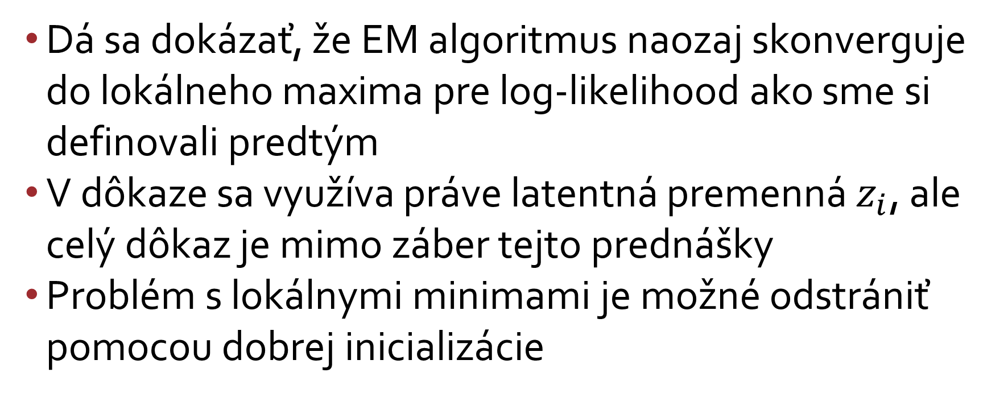 • Dá sa dokázať, že EM algoritmus naozaj skonverguje
do lokálneho maxima pre log-likelihood ako sme si
definovali predtým
• V dôkaze sa využíva práve latentná premenná $z_i$, ale
celý dôkaz je mimo záber tejto prednášky
• Problém s lokálnymi minimami je možné odstrániť
pomocou dobrej inicializácie